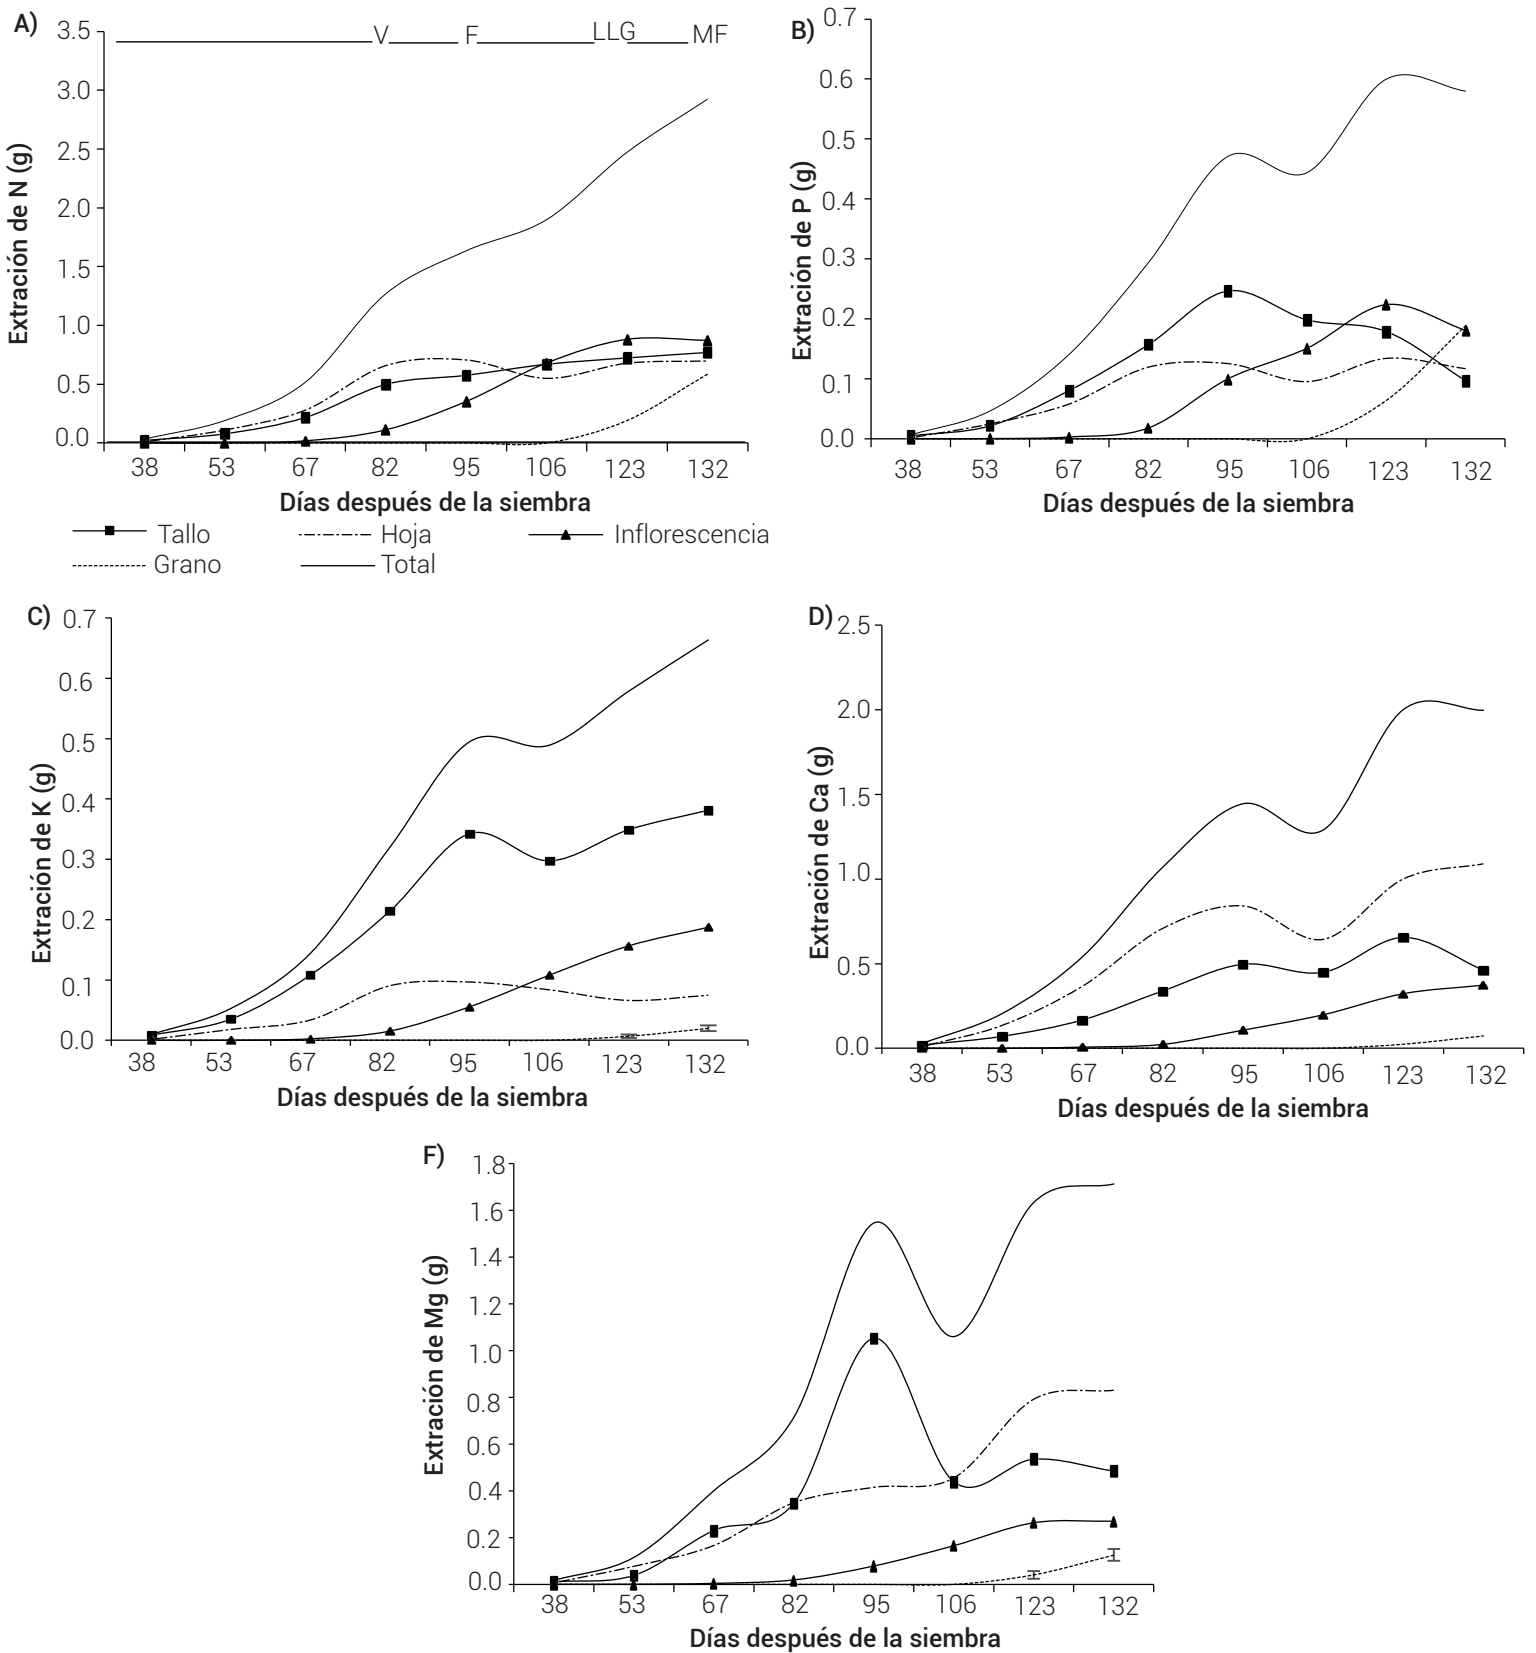 A)
Extración de N (g)
3.5
3.0
2.5
2.0
1.5
1.0
0.5
0.0
V F LLG MF
38 53 67 82 95 106 123 132
Días después de la siembra
B)
Extración de P (g)
0.7
0.6
0.5
0.4
0.3
0.2
0.1
0.0
38 53 67 82 95 106 123 132
Días después de la siembra
Tallo Hoja Inflorescencia
Grano Total
C)
Extración de K (g)
0.7
0.6
0.5
0.4
0.3
0.2
0.1
0.0
38 53 67 82 95 106 123 132
Días después de la siembra
D)
Extración de Ca (g)
2.5
2.0
1.5
1.0
0.5
0.0
38 53 67 82 95 106 123 132
Días después de la siembra
F)
Extración de Mg (g)
1.8
1.6
1.4
1.2
1.0
0.8
0.6
0.4
0.2
0.0
38 53 67 82 95 106 123 132
Días después de la siembra